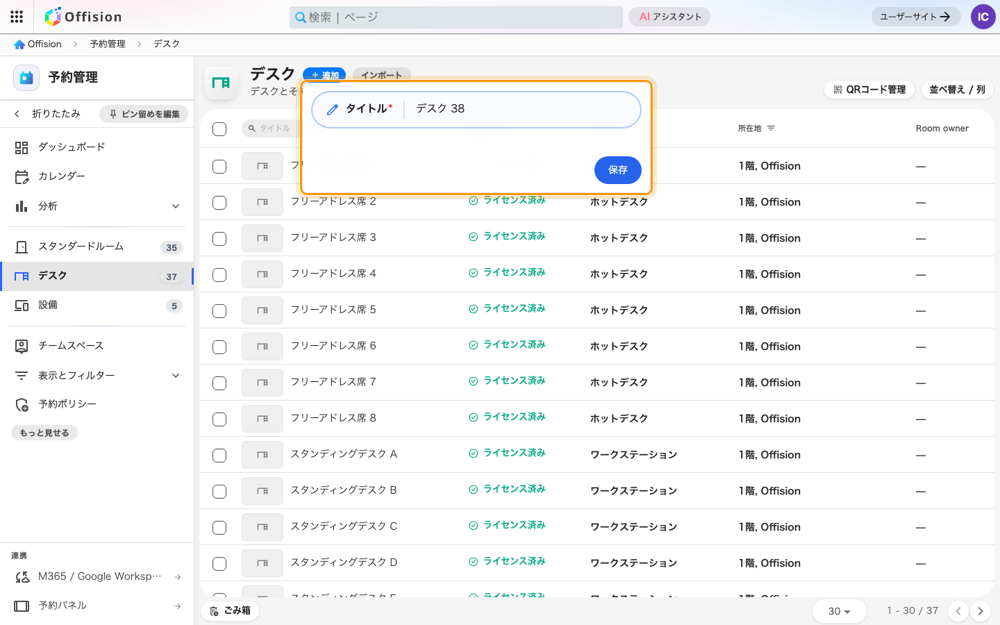 Offision
検索 | ページ
AI アシスタント
ユーザーサイト
IC
Offision
予約管理
デスク
予約管理
折りたたみ
ピン留めを編集
ダッシュボード
カレンダー
分析
スタンダードルーム 35
デスク 37
設備 5
チームスペース
表示とフィルター
予約ポリシー
もっと見せる
連携
M365 / Google Worksp…
予約パネル
デスク
+ 追加
インポート
デスクとそ
QRコード管理
並べ替え / 列
タイトル* デスク 38
保存
タイトル
所在地
Room owner
フ
1階, Offision —
フリーアドレス席 2 ライセンス済み ホットデスク 1階, Offision —
フリーアドレス席 3 ライセンス済み ホットデスク 1階, Offision —
フリーアドレス席 4 ライセンス済み ホットデスク 1階, Offision —
フリーアドレス席 5 ライセンス済み ホットデスク 1階, Offision —
フリーアドレス席 6 ライセンス済み ホットデスク 1階, Offision —
フリーアドレス席 7 ライセンス済み ホットデスク 1階, Offision —
フリーアドレス席 8 ライセンス済み ホットデスク 1階, Offision —
スタンディングデスク A ライセンス済み ワークステーション 1階, Offision —
スタンディングデスク B ライセンス済み ワークステーション 1階, Offision —
スタンディングデスク C ライセンス済み ワークステーション 1階, Offision —
スタンディングデスク D ライセンス済み ワークステーション 1階, Offision —
ごみ箱
30
1 - 30 / 37